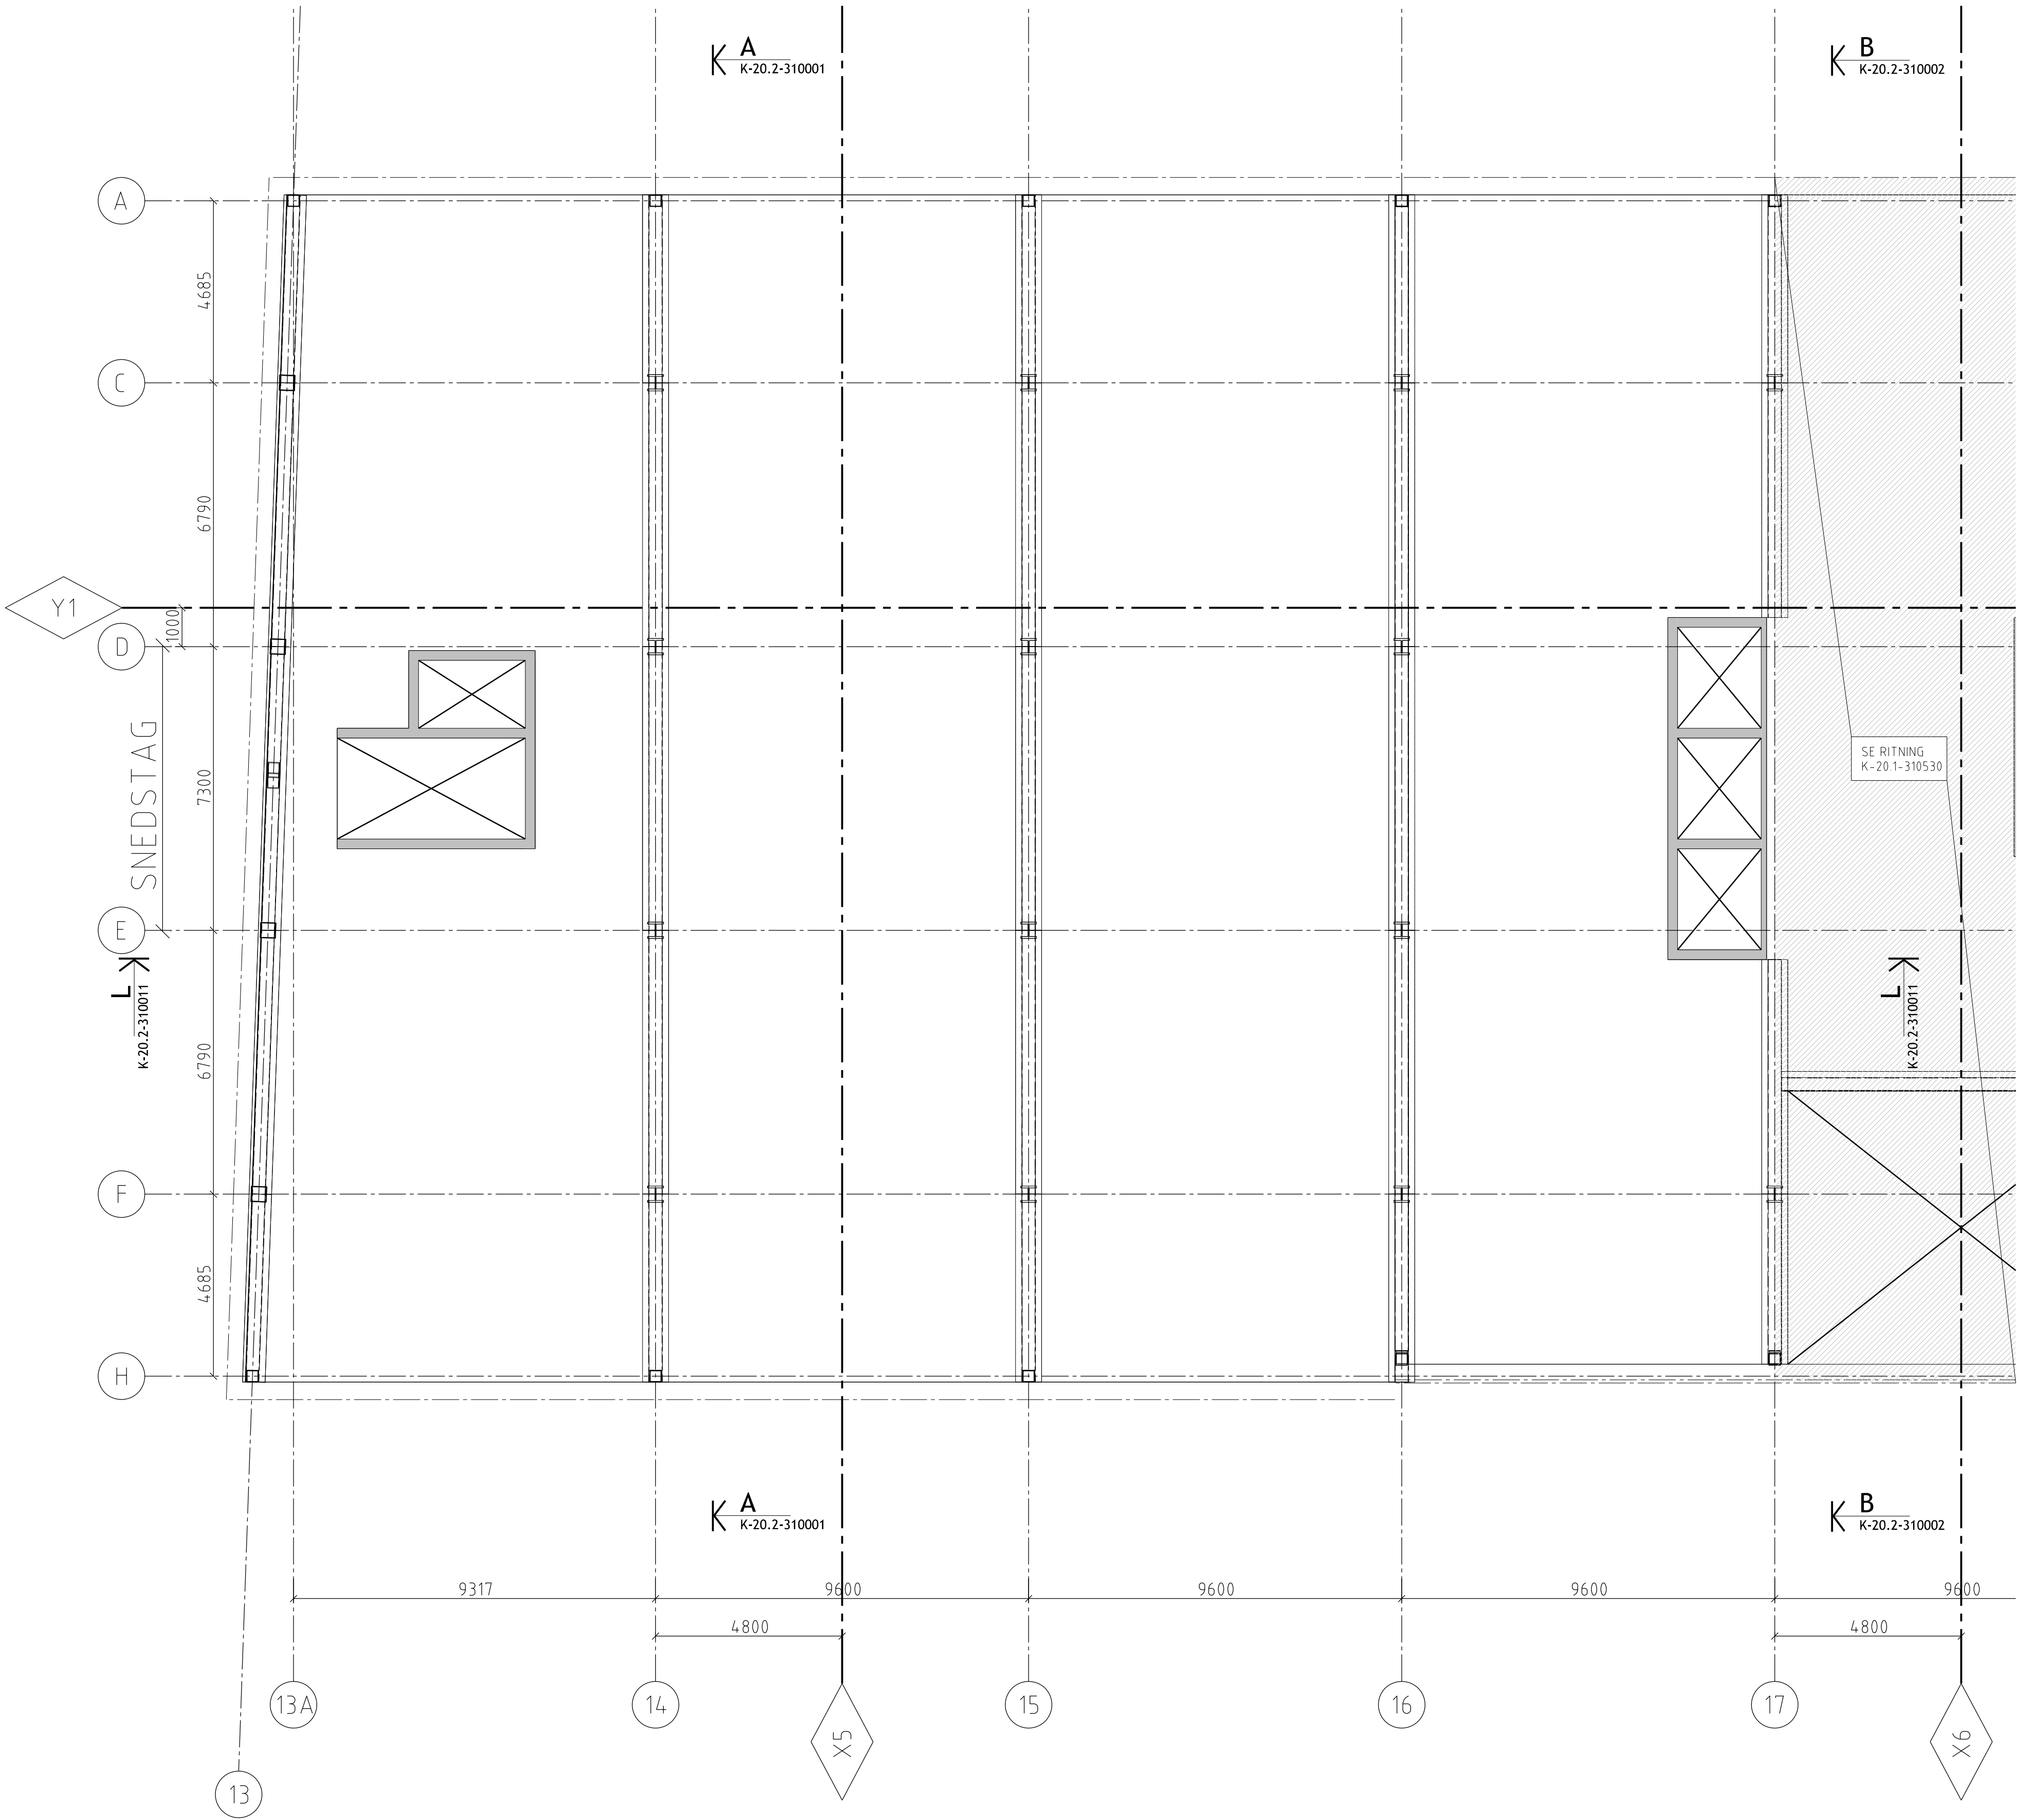 A
K-20.2-310001
B
K-20.2-310002
A
4685
C
6790
Y1
1000
D
SNEDSTAG
7300
SE RITNING
K-20.1-310530
E
L
K-20.2-310011
L
K-20.2-310011
6790
F
4685
H
A
K-20.2-310001
B
K-20.2-310002
9317
9600
9600
9600
9600
4800
4800
13A
14
15
16
17
X5
X6
13